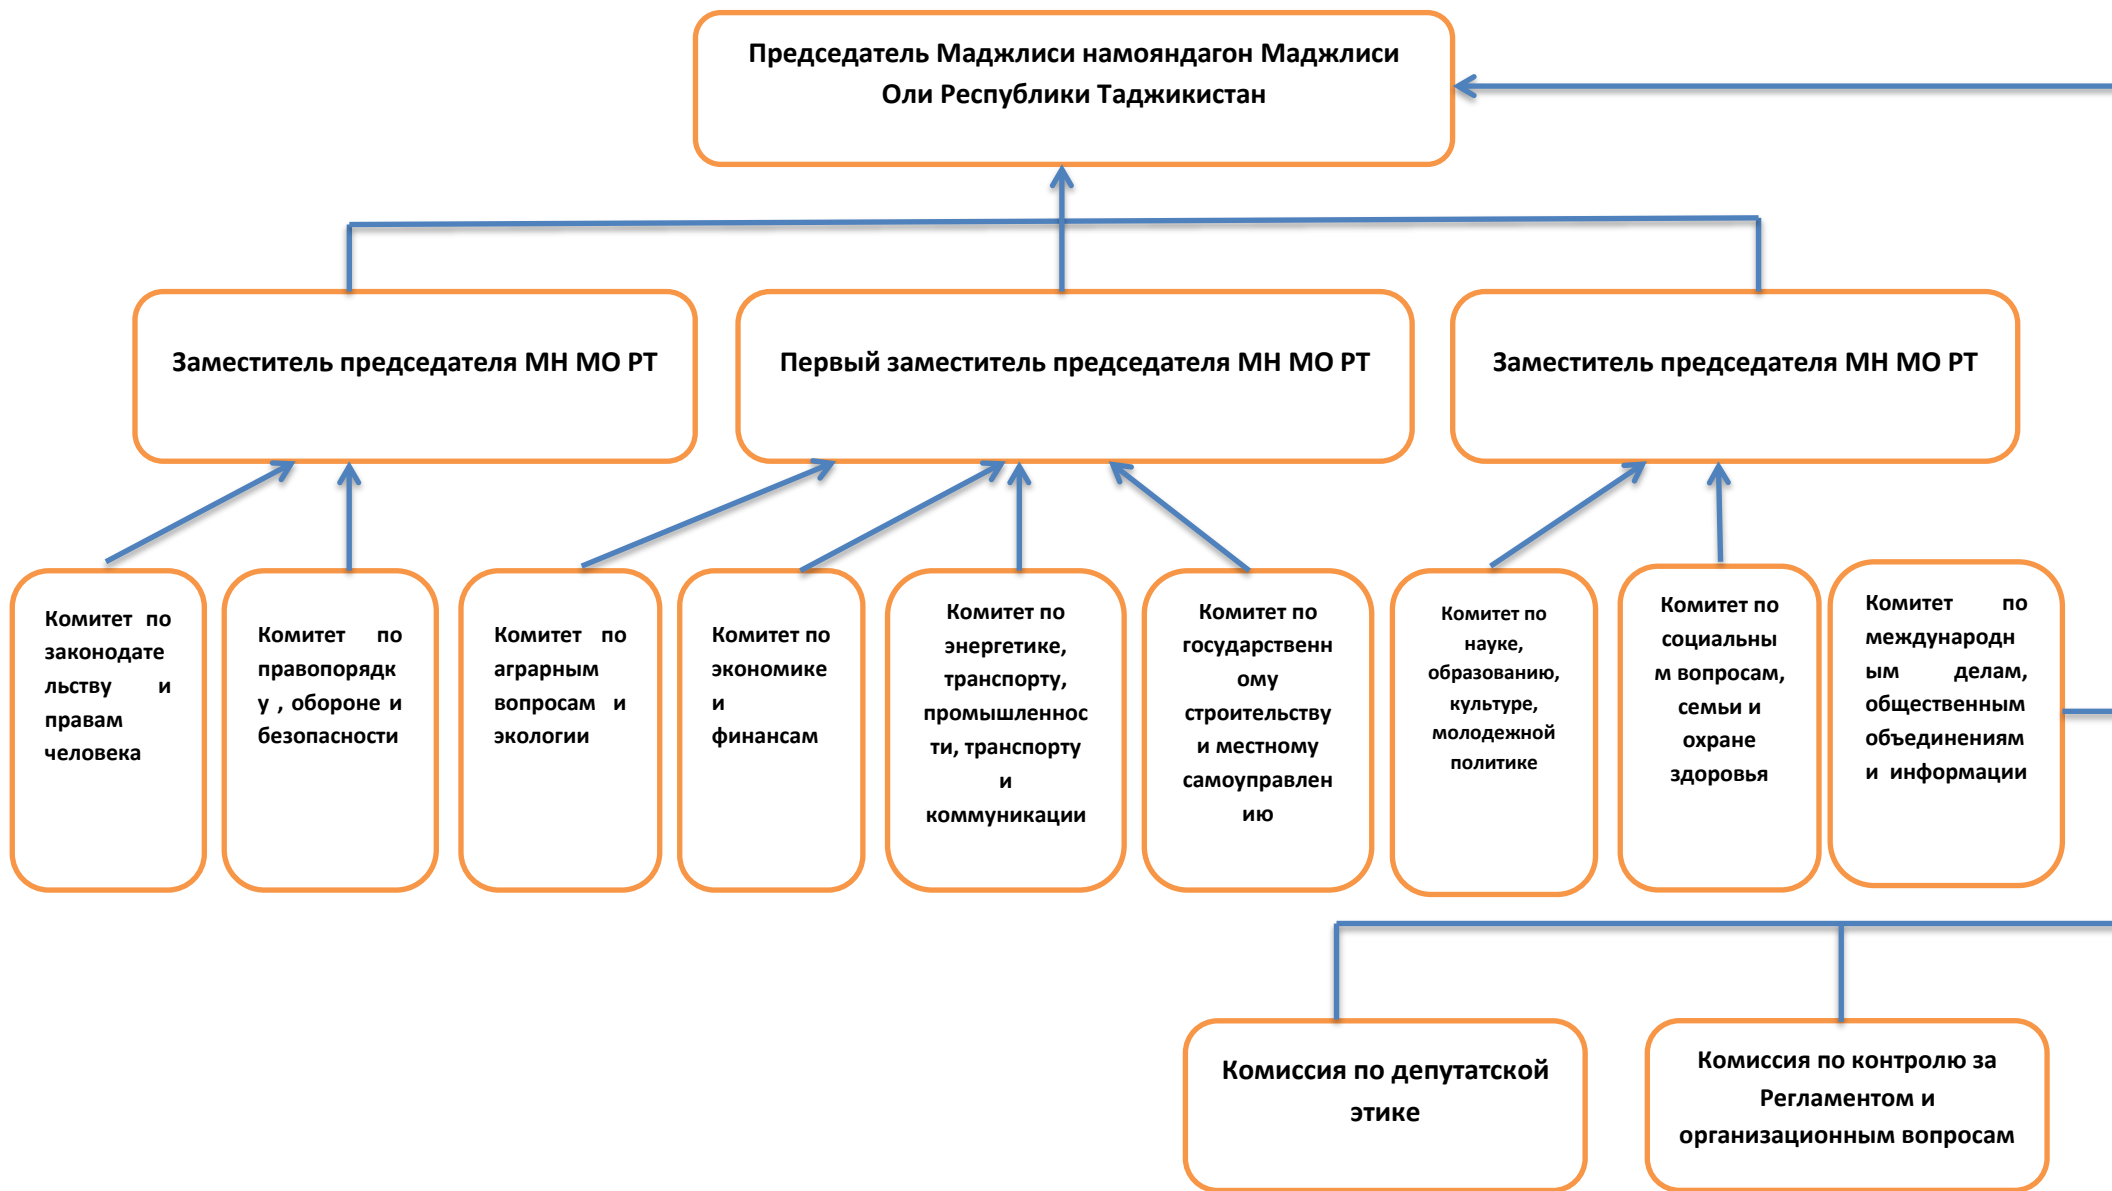 Председатель Маджлиси намояндагон Маджлиси
Оли Республики Таджикистан
Заместитель председателя МН МО РТ
Первый заместитель председателя МН МО РТ
Заместитель председателя МН МО РТ
Комитет по
законодате
льству и
правам
человека
Комитет по
правопорядк
у , обороне и
безопасности
Комитет по
аграрным
вопросам и
экологии
Комитет по
экономике
и
финансам
Комитет по
энергетике,
транспорту,
промышленнос
ти, транспорту
и
коммуникации
Комитет по
государственн
ому
строительству
и местному
самоуправлен
ию
Комитет по
науке,
образованию,
культуре,
молодежной
политике
Комитет по
социальны
м вопросам,
семьи и
охране
здоровья
Комитет по
международн
ым делам,
общественным
объединениям
и информации
Комиссия по депутатской
этике
Комиссия по контролю за
Регламентом и
организационным вопросам